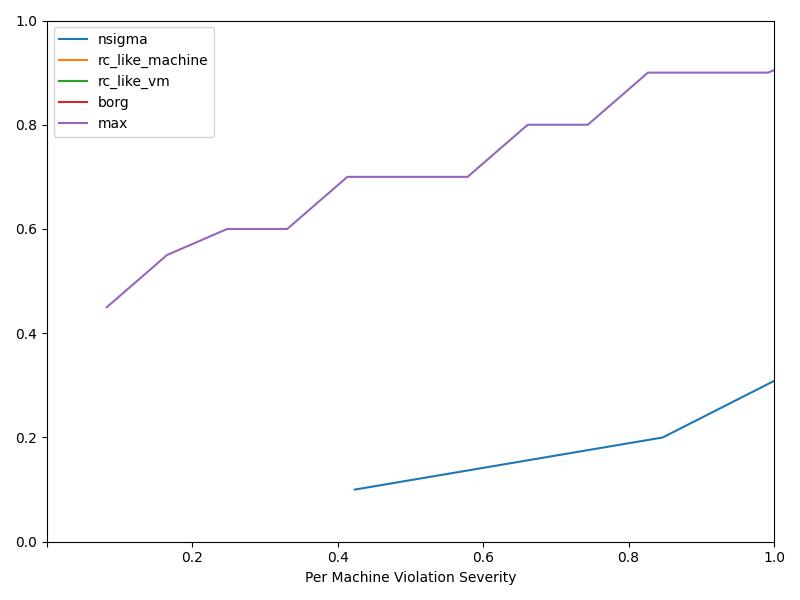 1.0
0.8
0.6
0.4
0.2
0.0
nsigma
rc_like_machine
rc_like_vm
borg
max
0.2 0.4 0.6 0.8 1.0
Per Machine Violation Severity